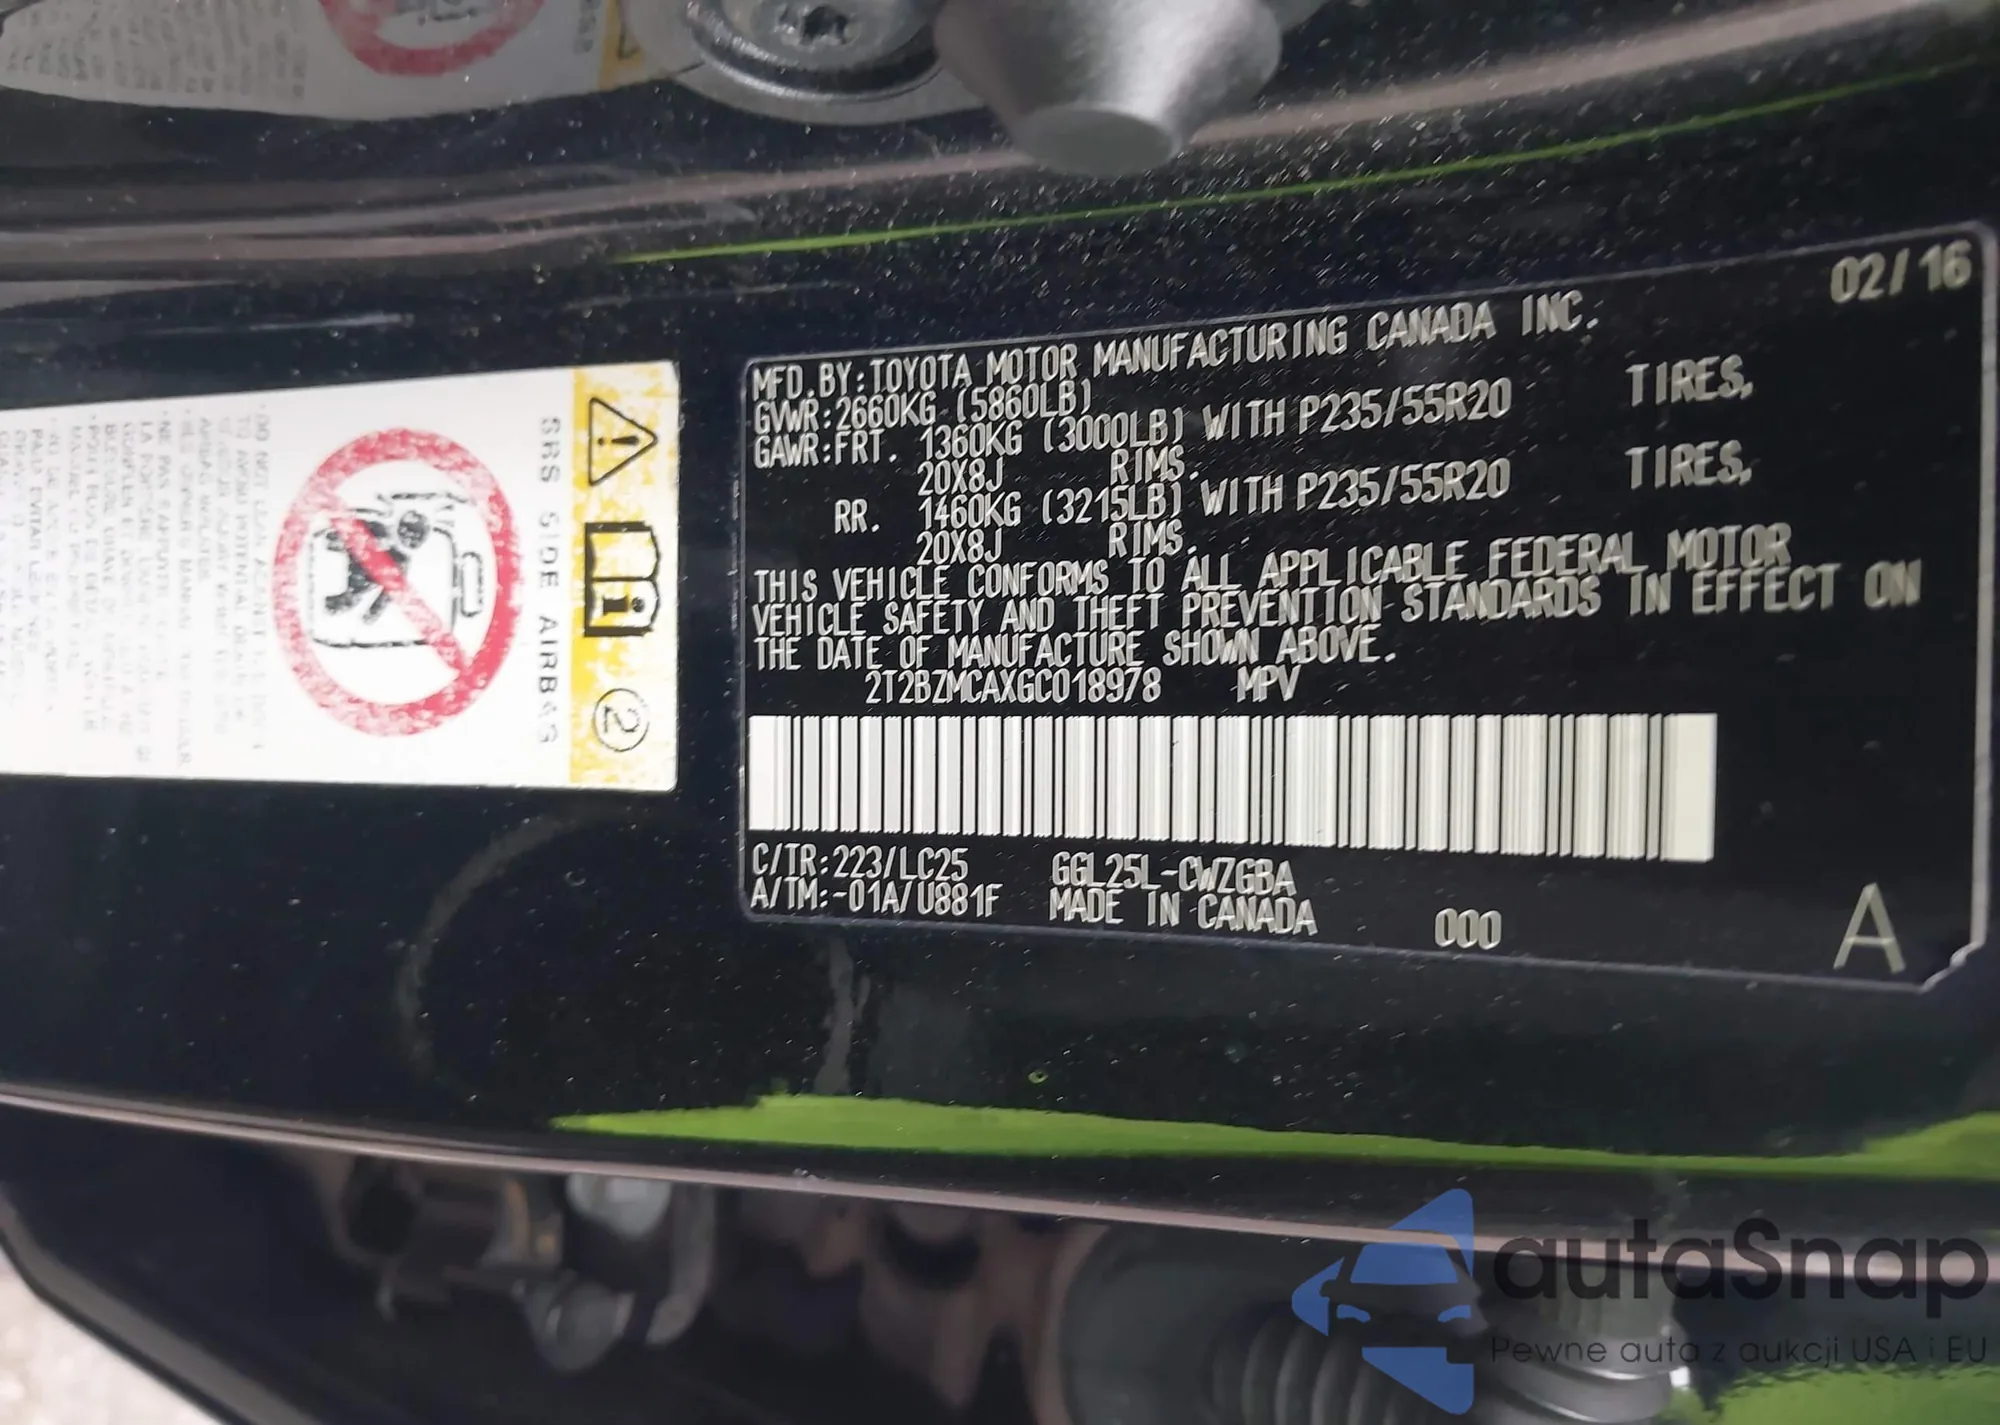 02/16
MFD.BY:TOYOTA MOTOR MANUFACTURING CANADA INC.
GVWR:2660KG (5860LB)
GAWR:FRT. 1360KG (3000LB) WITH P235/55R20 TIRES,
20X8J RIMS.
RR. 1460KG (3215LB) WITH P235/55R20 TIRES,
20X8J RIMS.
THIS VEHICLE CONFORMS TO ALL APPLICABLE FEDERAL MOTOR
VEHICLE SAFETY AND THEFT PREVENTION STANDARDS IN EFFECT ON
THE DATE OF MANUFACTURE SHOWN ABOVE.
2T2BZMCAXGC018978 MPV
C/TR:223/LC25 GGL25L-CWZGBA
A/TM:-01A/U881F MADE IN CANADA 000
A
2
SRS SIDE AIRBAG
autaSnap
Pewne auta z aukcji USA i EU